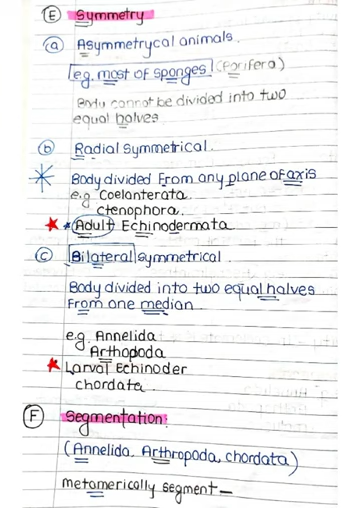 (E) Symmetry
(a) Asymmetrycal animals.
e.g. most of sponges! (Porifera)
Body cannot be divided into two
equal halves
(b) Radial symmetrical.
Body divided From any plane of axis
e.g Coelanterata
ctenophora.
Adult Echinodermata
(c) Bilateral symmetrical.
Body divided into two equal halves
From one median
e.g. Annelida
Arthopoda
Larval Echinoder
chordata.
(F) Segmentation:
(Annelida, Arthropoda, chordata)
metamerically segment-